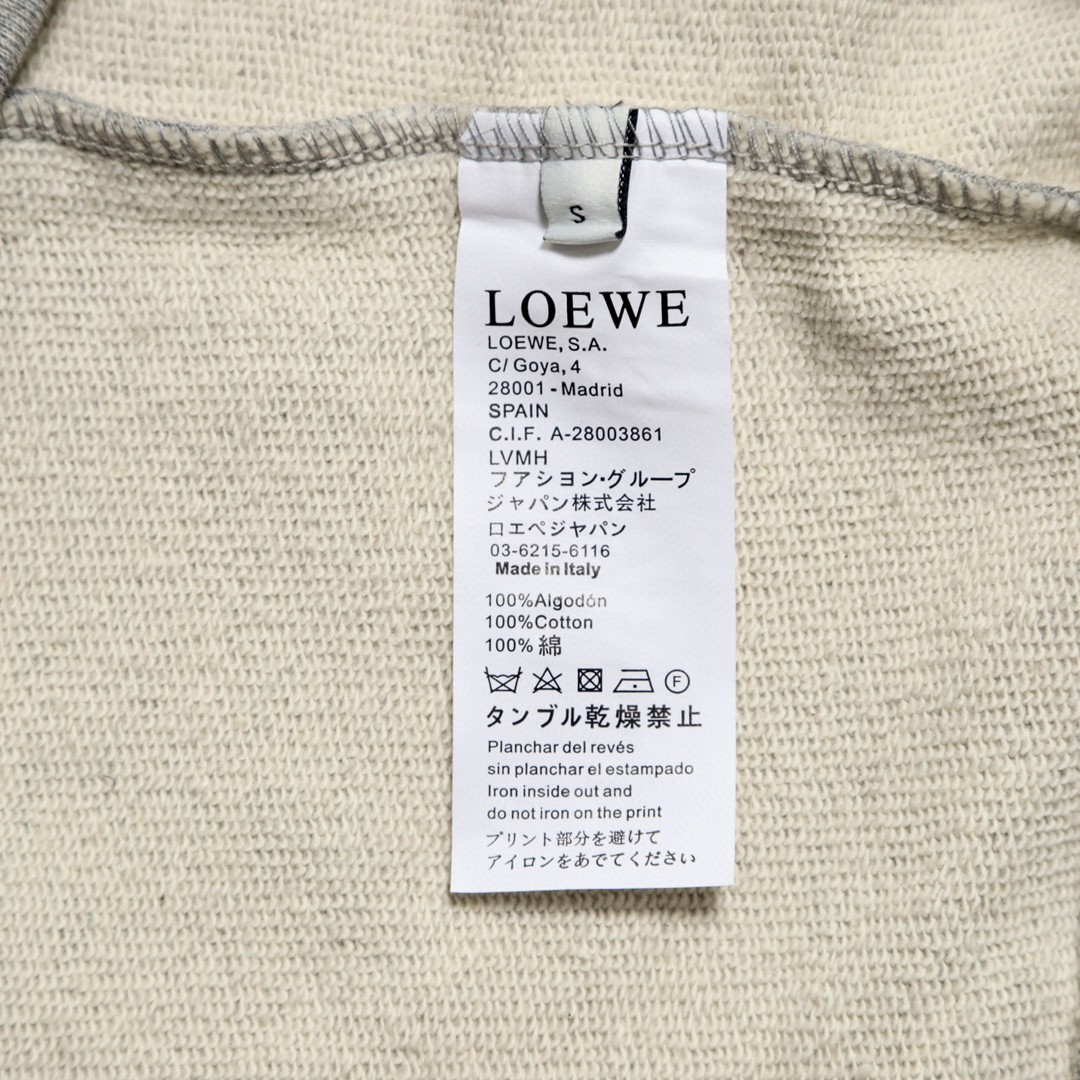 S
LOEWE
LOEWE, S.A.
C/ Goya, 4
28001 - Madrid
SPAIN
C.I.F. A-28003861
LVMH
フアシヨン・グループ
ジャパン株式会社
ロエペジャパン
03-6215-6116
Made in Italy
100%Algodón
100%Cotton
100% 綿
F
タンブル乾燥禁止
Planchar del revés
sin planchar el estampado
Iron inside out and
do not iron on the print
プリント部分を避けて
アイロンをあでてください